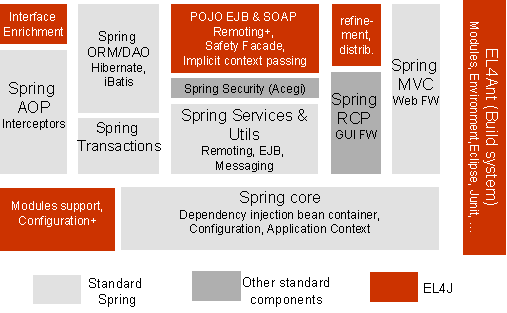 Interface
Enrichment
Spring
AOP
Interceptors
Spring
ORM/DAO
Hibernate,
iBatis
Spring
Transactions
POJO EJB & SOAP
Remoting+,
Safety Facade,
Implicit context passing
Spring Security (Acegi)
Spring Services &
Utils
Remoting, EJB,
Messaging
refine-
ment,
distrib.
Spring
RCP
GUI FW
Spring
MVC
Web FW
EL4Ant (Build system)
Modules, Environment,Eclipse, Junit, ...
Modules support,
Configuration+
Spring core
Dependency injection bean container,
Configuration, Application Context
Standard
Spring
Other standard
components
EL4J